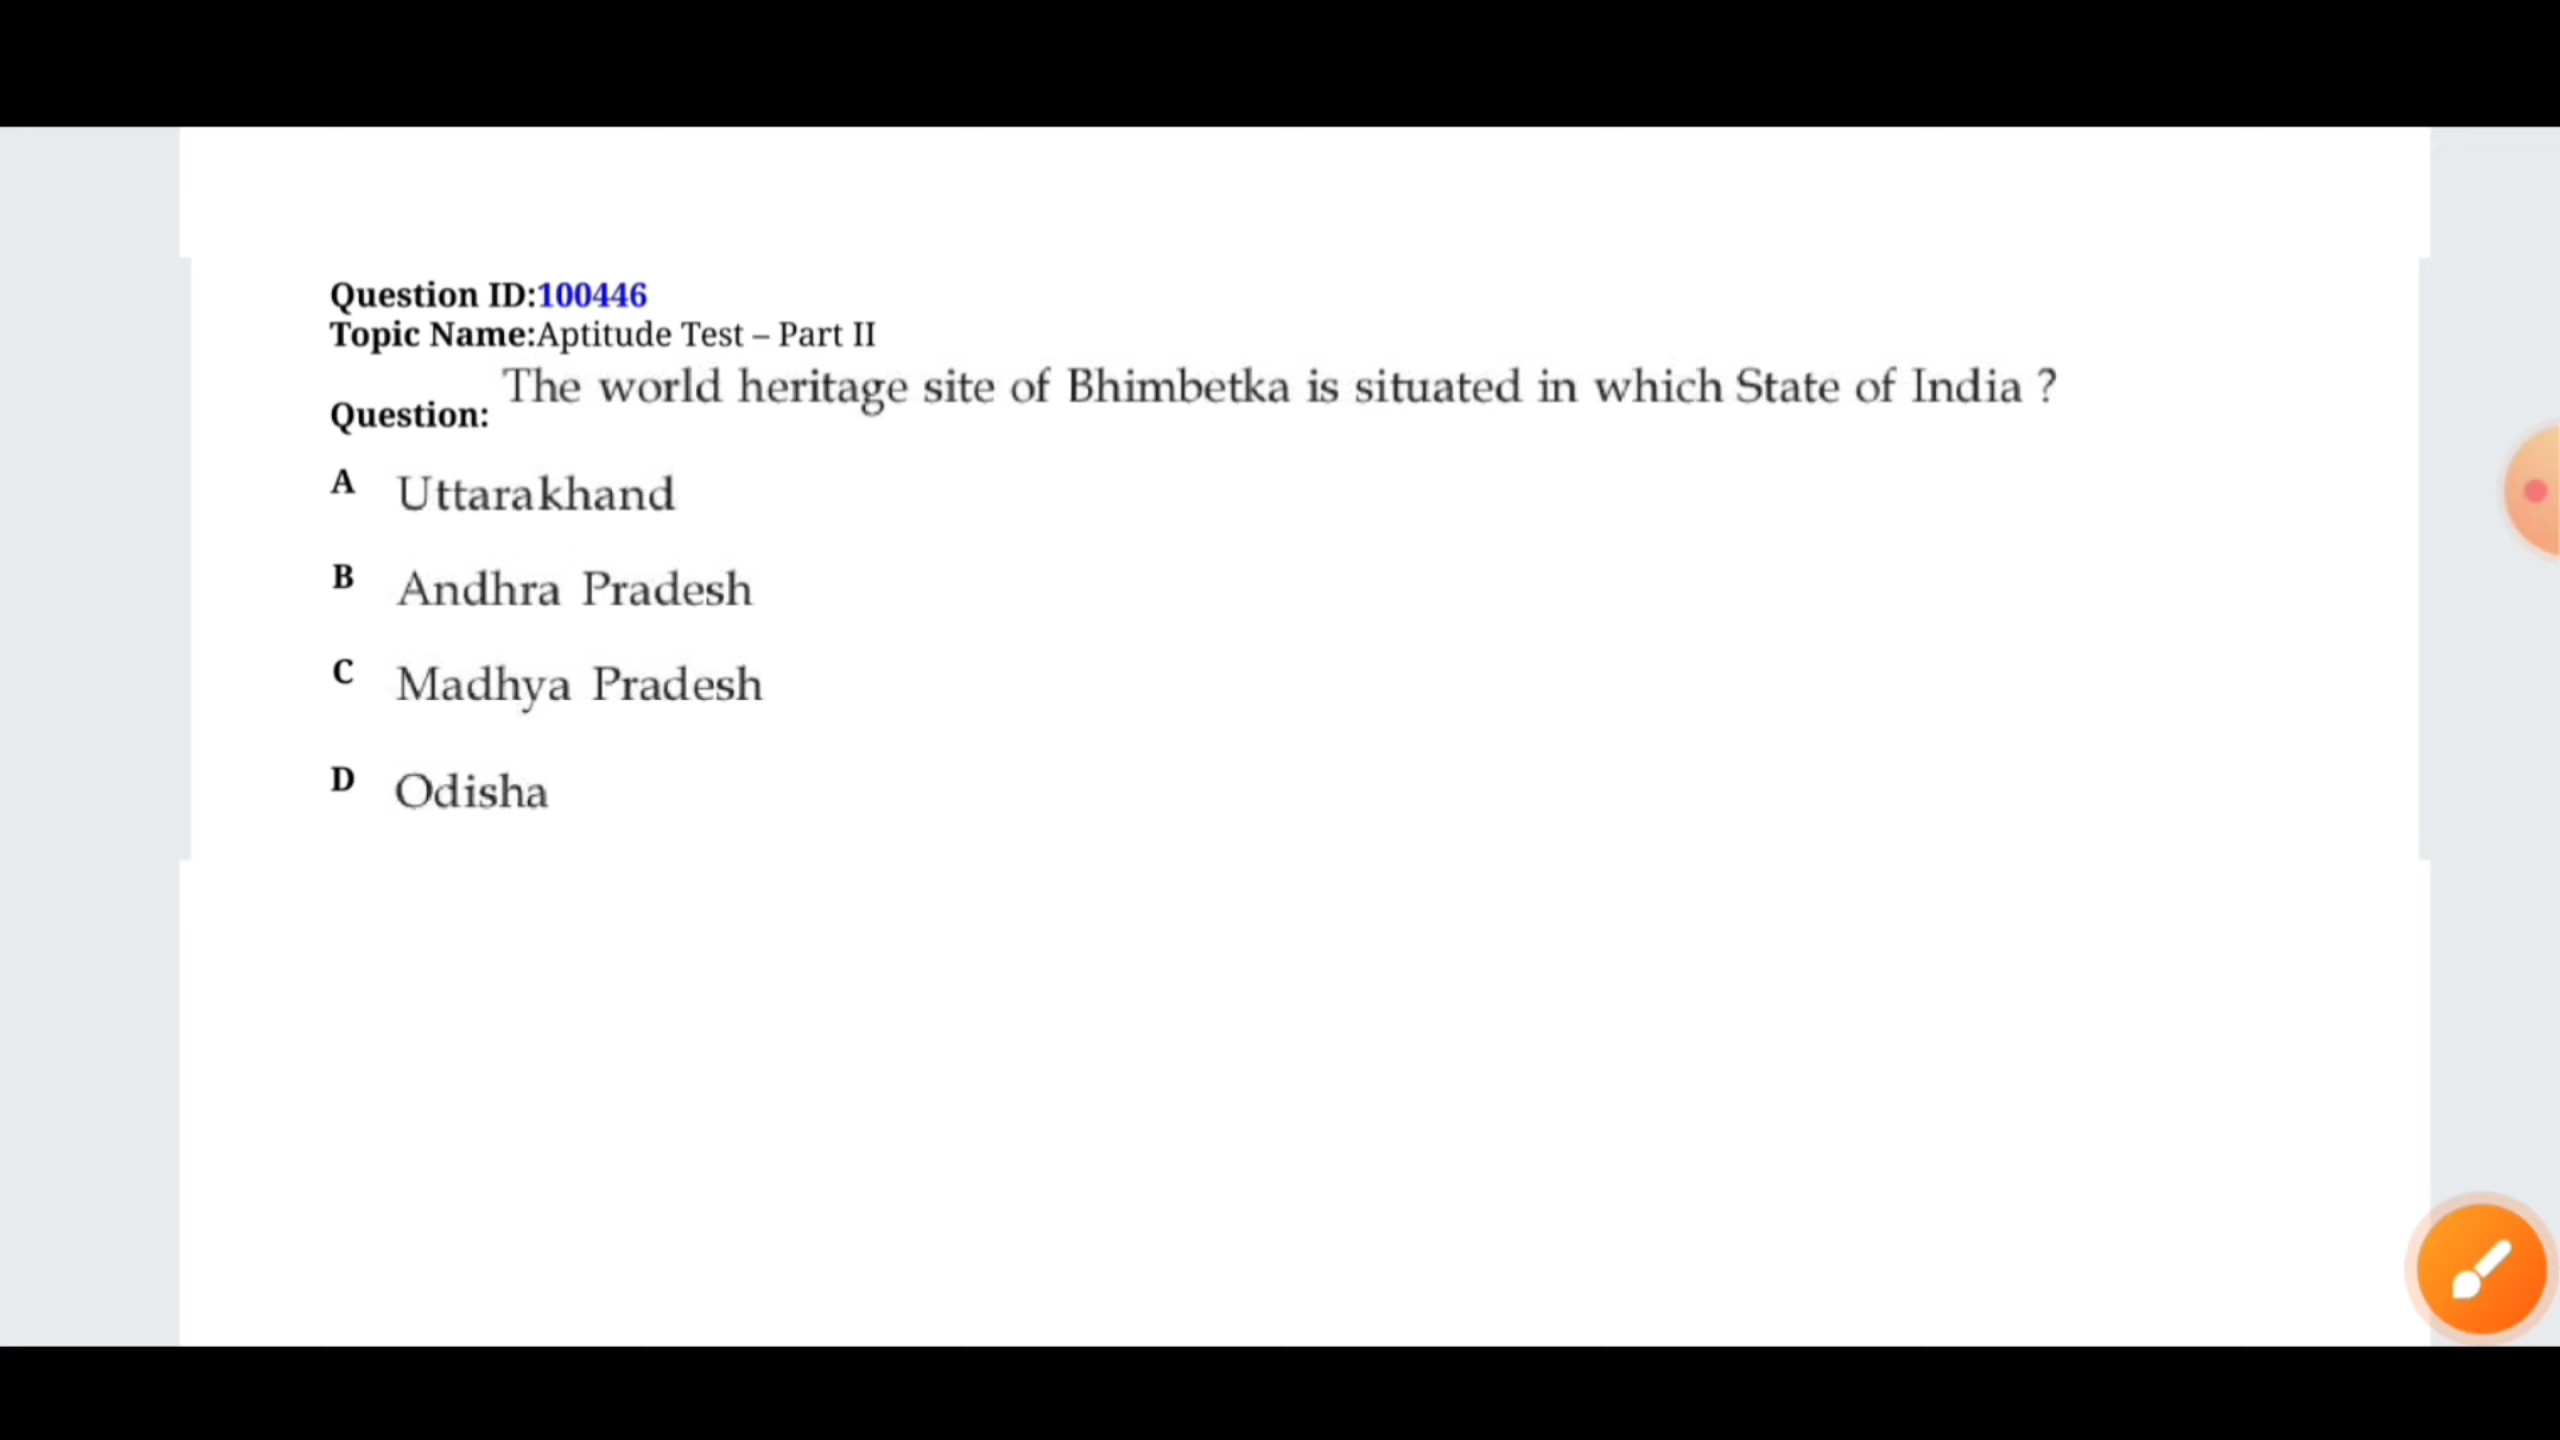 Question ID:100446
Topic Name:Aptitude Test – Part II
Question: The world heritage site of Bhimbetka is situated in which State of India ?
A Uttarakhand
B Andhra Pradesh
C Madhya Pradesh
D Odisha